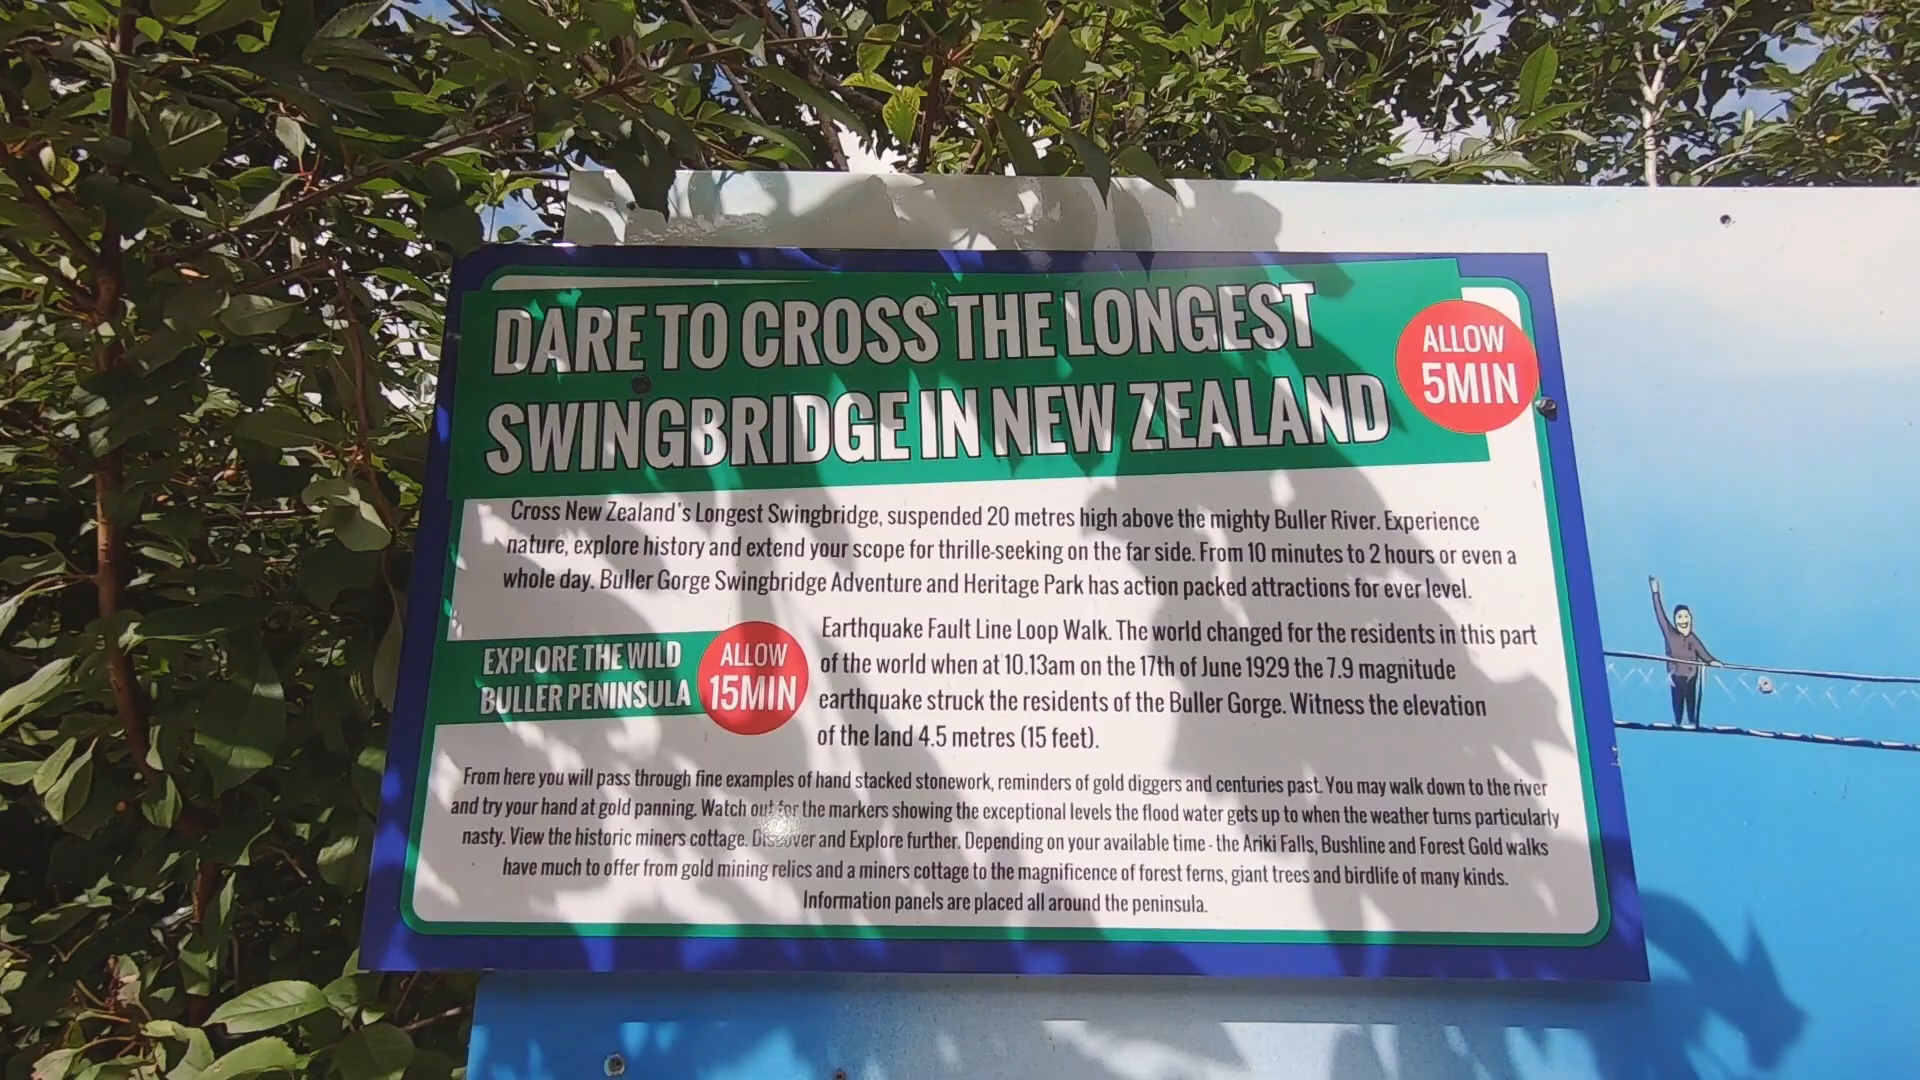 DARE TO CROSS THE LONGEST
SWINGBRIDGE IN NEW ZEALAND
ALLOW
5MIN
Cross New Zealand's Longest Swingbridge, suspended 20 metres high above the mighty Buller River. Experience
nature, explore history and extend your scope for thrille-seeking on the far side. From 10 minutes to 2 hours or even a
whole day. Buller Gorge Swingbridge Adventure and Heritage Park has action packed attractions for ever level.
EXPLORE THE WILD
BULLER PENINSULA
ALLOW
15MIN
Earthquake Fault Line Loop Walk. The world changed for the residents in this part
of the world when at 10.13am on the 17th of June 1929 the 7.9 magnitude
earthquake struck the residents of the Buller Gorge. Witness the elevation
of the land 4.5 metres (15 feet).
From here you will pass through fine examples of hand stacked stonework, reminders of gold diggers and centuries past. You may walk down to the river
and try your hand at gold panning. Watch out for the markers showing the exceptional levels the flood water gets up to when the weather turns particularly
nasty. View the historic miners cottage. Discover and Explore further. Depending on your available time - the Ariki Falls, Bushline and Forest Gold walks
have much to offer from gold mining relics and a miners cottage to the magnificence of forest ferns, giant trees and birdlife of many kinds.
Information panels are placed all around the peninsula.